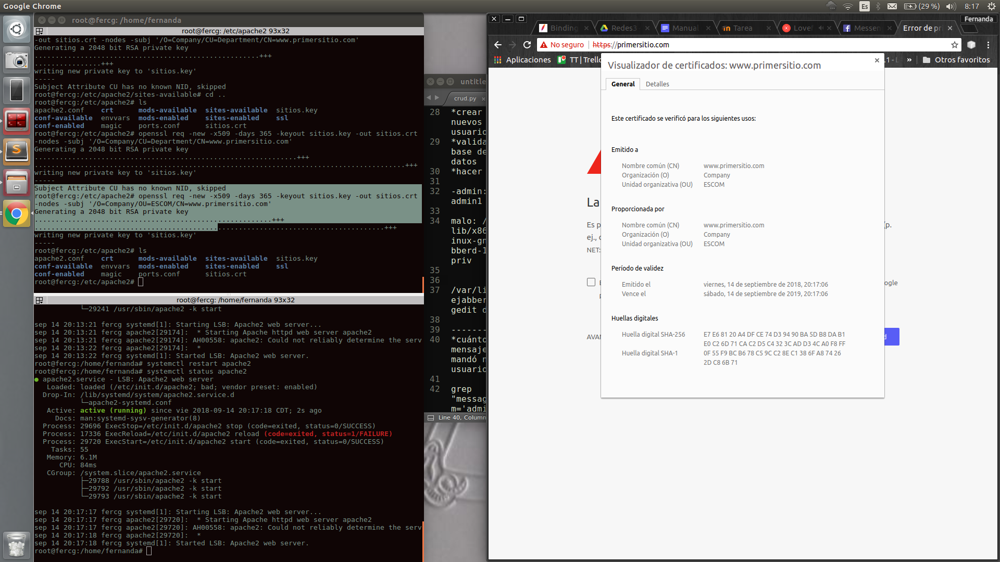 Google Chrome
Es
(29 %)
8:17
root@fercg: /home/fernanda
root@fercg: /etc/apache2 93x32
-out sitios.crt -nodes -subj '/O=Company/CU=Department/CN=www.primersitio.com'
Generating a 2048 bit RSA private key
.....................................................+++
................+++
writing new private key to 'sitios.key'
-----
Subject Attribute CU has no known NID, skipped
root@fercg:/etc/apache2/sites-available# cd ..
root@fercg:/etc/apache2# ls
apache2.conf    crt      mods-available  sites-available  sitios.key
conf-available  envvars  mods-enabled    sites-enabled    ssl
conf-enabled    magic    ports.conf      sitios.crt
root@fercg:/etc/apache2# openssl req -new -x509 -days 365 -keyout sitios.key -out sitios.crt
-nodes -subj '/O=Company/CU=Department/CN=www.primersitio.com'
Generating a 2048 bit RSA private key
..............................................................+++
........................................................................................+++
writing new private key to 'sitios.key'
-----
Subject Attribute CU has no known NID, skipped
root@fercg:/etc/apache2# openssl req -new -x509 -days 365 -keyout sitios.key -out sitios.crt
-nodes -subj '/O=Company/OU=ESCOM/CN=www.primersitio.com'
Generating a 2048 bit RSA private key
........................................................+++
...................................................................................+++
writing new private key to 'sitios.key'
-----
root@fercg:/etc/apache2# ls
apache2.conf    crt      mods-available  sites-available  sitios.key
conf-available  envvars  mods-enabled    sites-enabled    ssl
conf-enabled    magic    ports.conf      sitios.crt
root@fercg:/etc/apache2#
root@fercg: /home/fernanda 93x32
└─29241 /usr/sbin/apache2 -k start
sep 14 20:13:21 fercg systemd[1]: Starting LSB: Apache2 web server...
sep 14 20:13:21 fercg apache2[29174]:  * Starting Apache httpd web server apache2
sep 14 20:13:21 fercg apache2[29174]: AH00558: apache2: Could not reliably determine the serv
sep 14 20:13:22 fercg apache2[29174]:  *
sep 14 20:13:22 fercg systemd[1]: Started LSB: Apache2 web server.
root@fercg:/home/fernanda# systemctl restart apache2
root@fercg:/home/fernanda# systemctl status apache2
● apache2.service - LSB: Apache2 web server
Loaded: loaded (/etc/init.d/apache2; bad; vendor preset: enabled)
Drop-In: /lib/systemd/system/apache2.service.d
└─apache2-systemd.conf
Active: active (running) since vie 2018-09-14 20:17:18 CDT; 2s ago
Docs: man:systemd-sysv-generator(8)
Process: 29696 ExecStop=/etc/init.d/apache2 stop (code=exited, status=0/SUCCESS)
Process: 17336 ExecReload=/etc/init.d/apache2 reload (code=exited, status=1/FAILURE)
Process: 29720 ExecStart=/etc/init.d/apache2 start (code=exited, status=0/SUCCESS)
Tasks: 55
Memory: 6.1M
CPU: 84ms
CGroup: /system.slice/apache2.service
├─29788 /usr/sbin/apache2 -k start
├─29792 /usr/sbin/apache2 -k start
└─29793 /usr/sbin/apache2 -k start
sep 14 20:17:17 fercg systemd[1]: Starting LSB: Apache2 web server...
sep 14 20:17:17 fercg apache2[29720]:  * Starting Apache httpd web server apache2
sep 14 20:17:17 fercg apache2[29720]: AH00558: apache2: Could not reliably determine the serv
sep 14 20:17:18 fercg apache2[29720]:  *
sep 14 20:17:18 fercg systemd[1]: Started LSB: Apache2 web server.
root@fercg:/home/fernanda#
untitle
crud.py
28 *crear
nuevos
usuario
29 *valida
base de
datos
30 *hacer
31
32 -admin:
admin1
33
34 malo: /
lib/x86
inux-gn
bberd-1
priv
35
36
37 /var/li
ejabber
gedit d
38
39 -------
40 *cuánto
mensaje
mandó n
usuario
41
42 grep
"messag
m='adm
Line 40, Column
Fernanda
Binding
Redes3
Manual
Tarea
Lovef
Messen
Error de pr
No seguro
https://primersitio.com
Aplicaciones
TT | Trello
.1 - L
»
Otros favoritos
La
Es p
(p.
ej., c
NET:
ogle
AVAN
d
Visualizador de certificados: www.primersitio.com
General
Detalles
Este certificado se verificó para los siguientes usos:
Emitido a
Nombre común (CN) www.primersitio.com
Organización (O) Company
Unidad organizativa (OU) ESCOM
Proporcionada por
Nombre común (CN) www.primersitio.com
Organización (O) Company
Unidad organizativa (OU) ESCOM
Período de validez
Emitido el viernes, 14 de septiembre de 2018, 20:17:06
Vence el sábado, 14 de septiembre de 2019, 20:17:06
Huellas digitales
Huella digital SHA-256 E7 E6 81 20 A4 DF CE 74 D3 94 90 BA 5D B8 DA B1
E0 C2 6D 71 CA C2 D5 C4 32 3C AD D3 4C A0 F8 FF
Huella digital SHA-1 0F 55 F9 BC B6 78 C5 9C C2 8E C1 38 6F A8 74 26
2D C8 6B 71